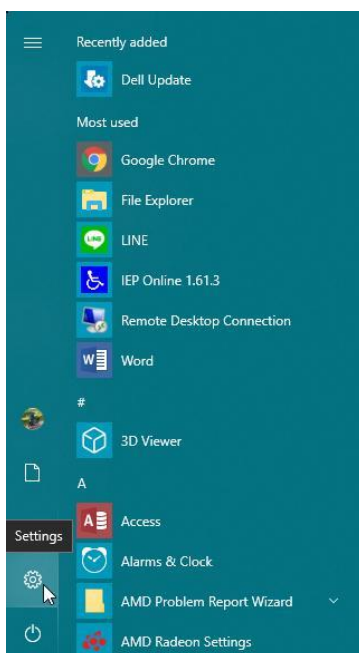 Recently added
Dell Update
Most used
Google Chrome
File Explorer
LINE
LINE
IEP Online 1.61.3
Remote Desktop Connection
W
Word
#
3D Viewer
A
A
Access
Settings
Alarms & Clock
AMD Problem Report Wizard
AMD Radeon Settings